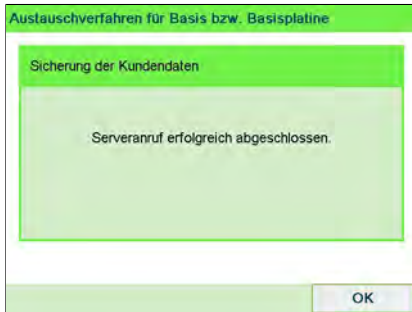 Austauschverfahren für Basis bzw. Basisplatine
Sicherung der Kundendaten
Serveranruf erfolgreich abgeschlossen.
OK